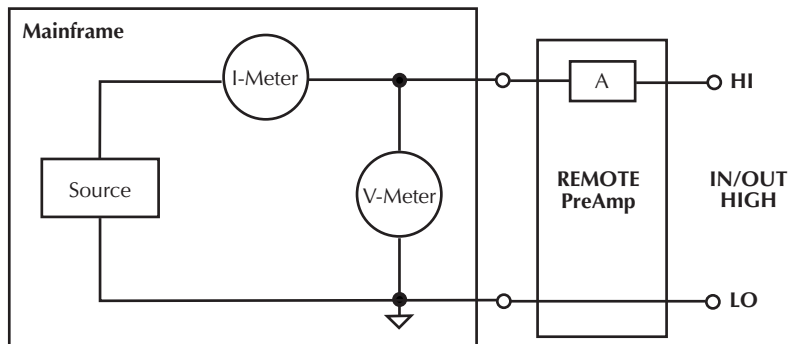 Mainframe
I-Meter
A
HI
Source
V-Meter
REMOTE
PreAmp
IN/OUT
HIGH
LO